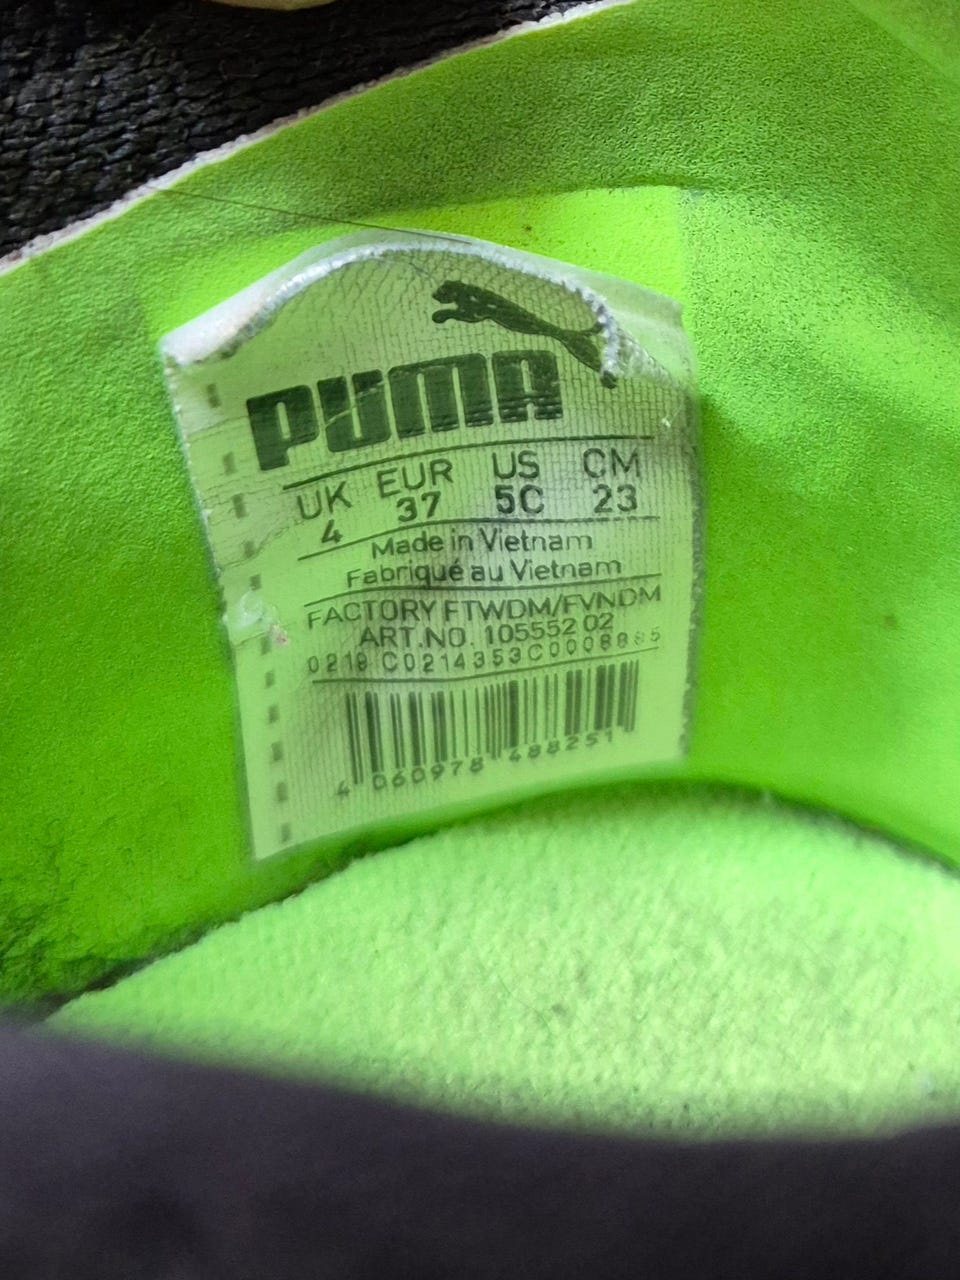 PUMA
UK EUR US CM
4 37 5C 23
Made in Vietnam
Fabriqué au Vietnam
FACTORY FTWDM/FVNDM
ART.NO. 105552 02
0219 C0214353C0008885
4 060978 488251